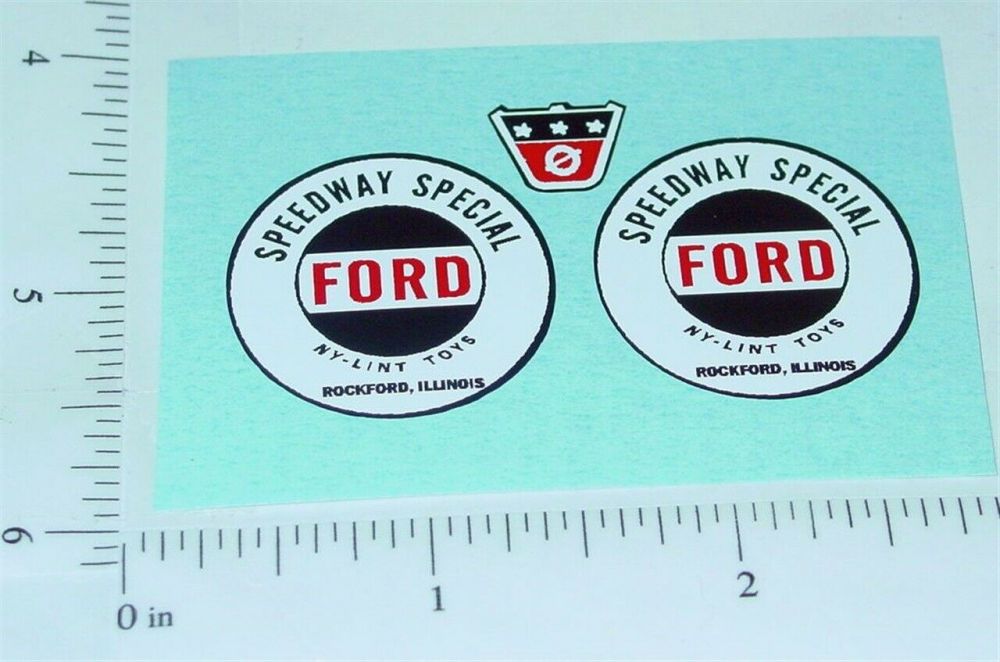 4
5
6
SPEEDWAY SPECIAL
FORD
NY-LINT TOYS
ROCKFORD, ILLINOIS
SPEEDWAY SPECIAL
FORD
NY-LINT TOYS
ROCKFORD, ILLINOIS
0 in
1
2